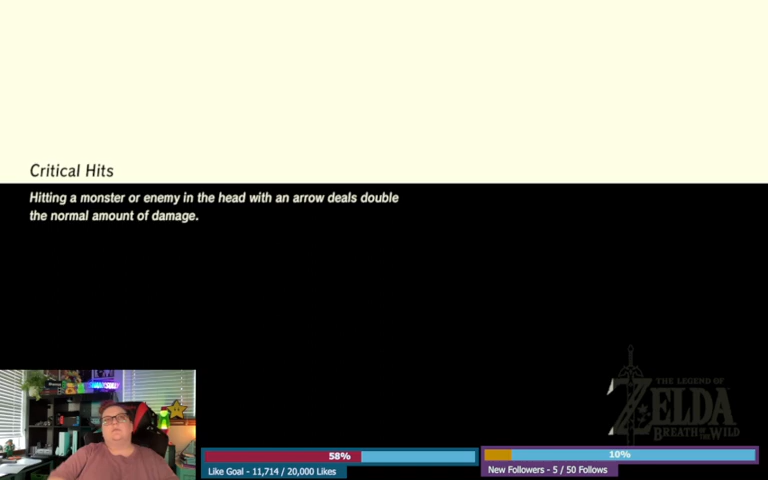 Critical Hits
Hitting a monster or enemy in the head with an arrow deals double
the normal amount of damage.
THE LEGEND OF
ZELDA
BREATH OF THE WILD
58%
Like Goal - 11,714 / 20,000 Likes
10%
New Followers - 5 / 50 Follows